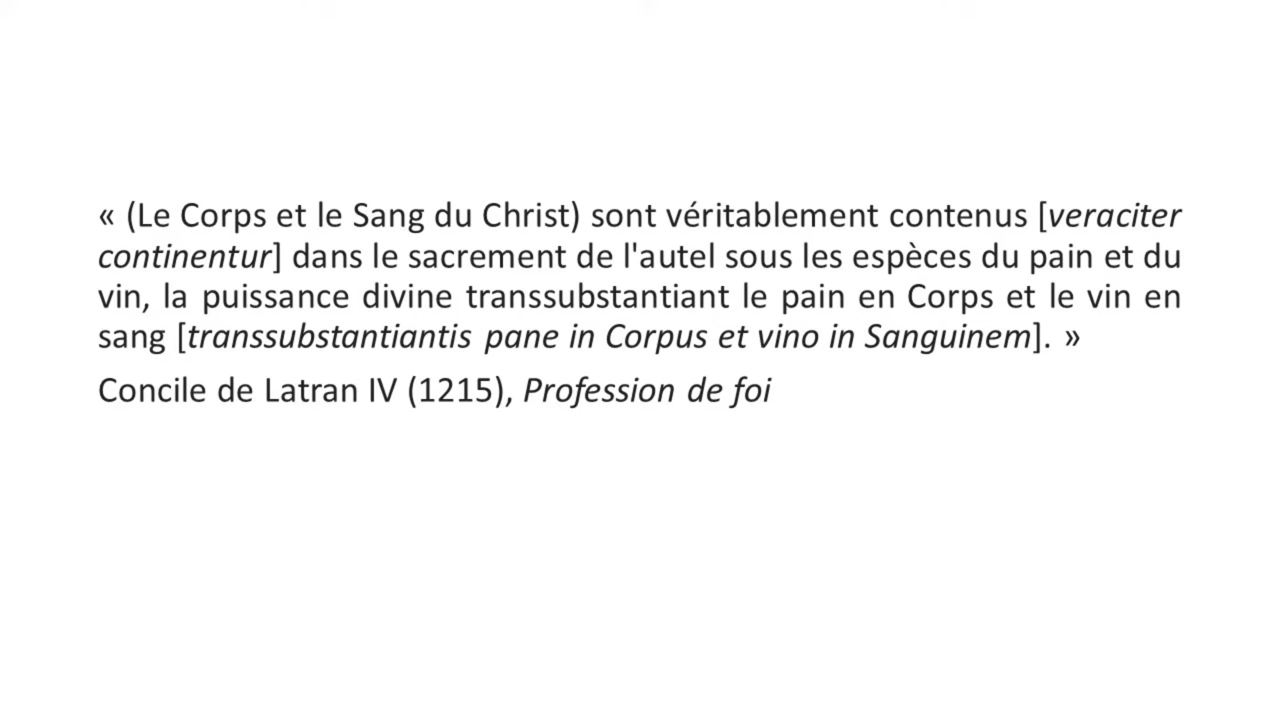 « (Le Corps et le Sang du Christ) sont véritablement contenus [veraciter
continentur] dans le sacrement de l'autel sous les espèces du pain et du
vin, la puissance divine transsubstantiant le pain en Corps et le vin en
sang [transsubstantiantis pane in Corpus et vino in Sanguinem]. »
Concile de Latran IV (1215), Profession de foi